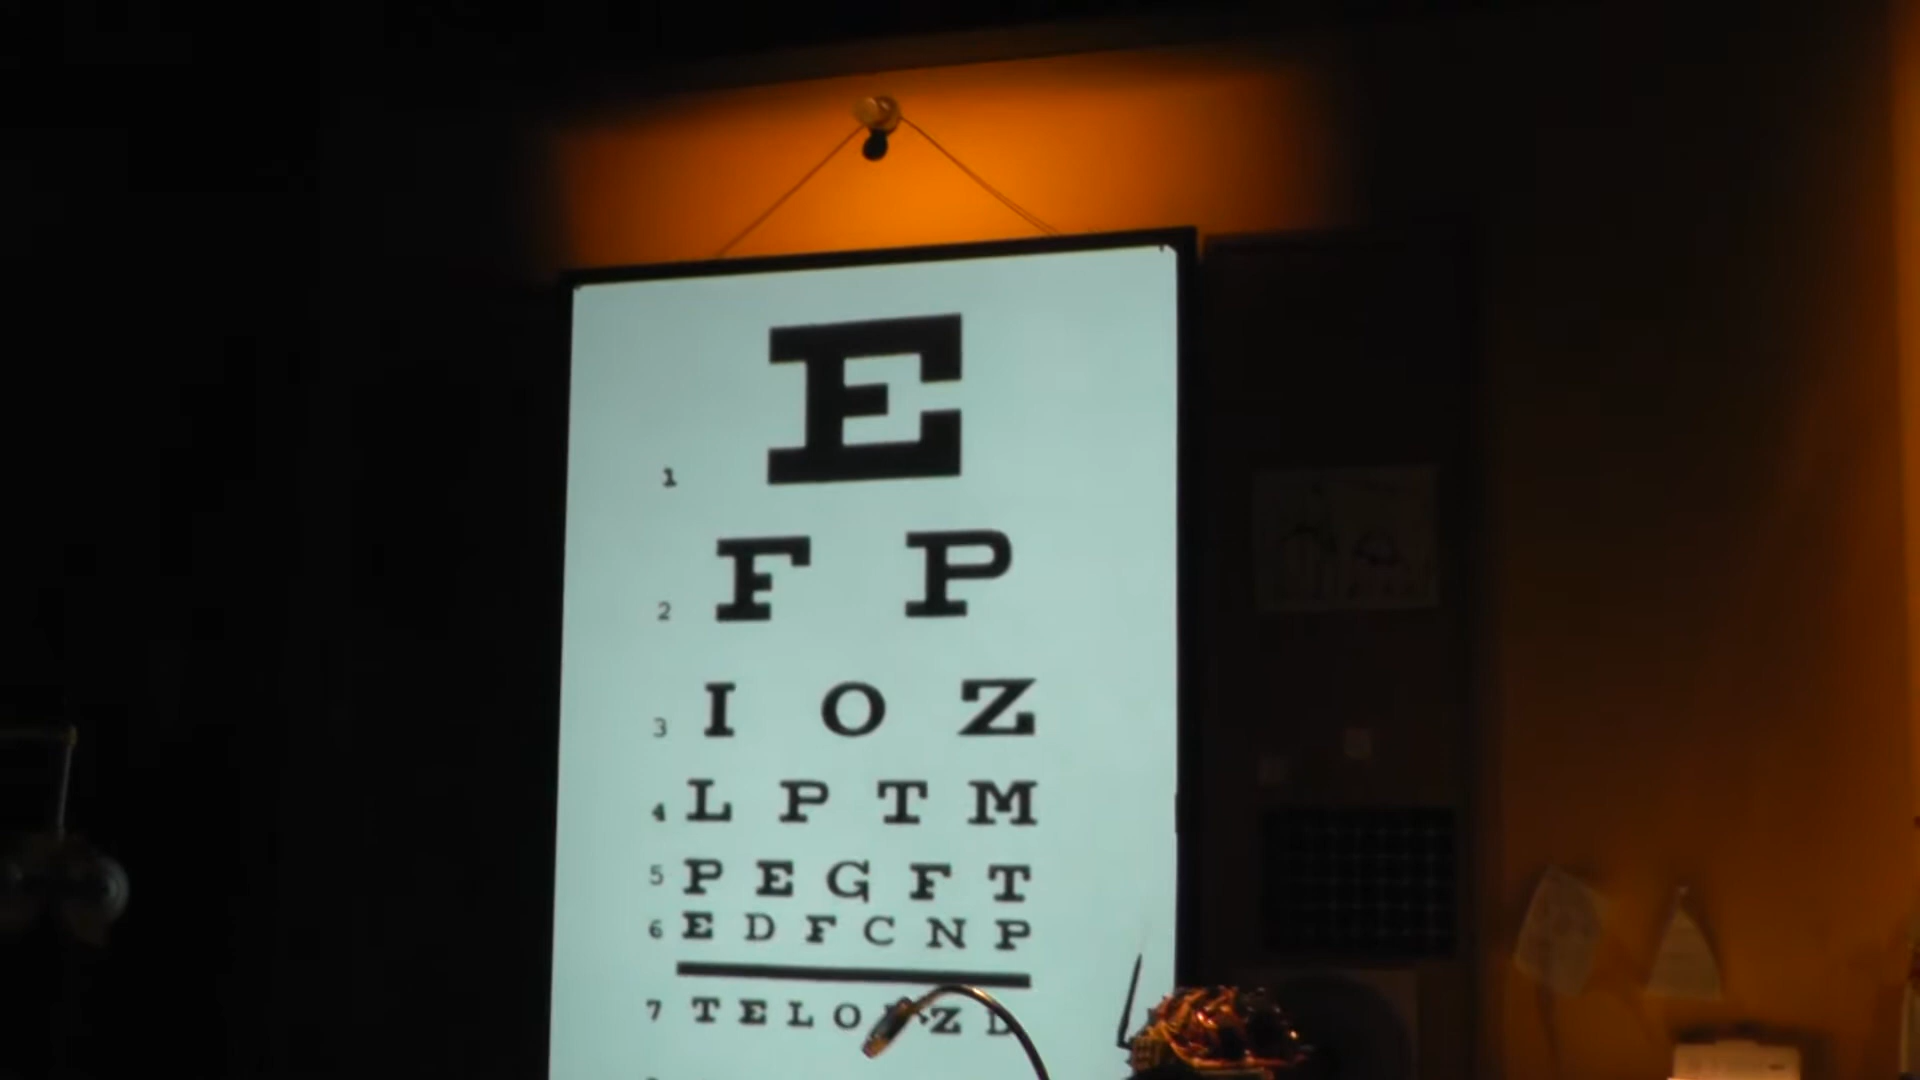 E
1
F P
2
I O Z
3
4 L P T M
5 P E G F T
6 E D F C N P
7 T E L O Z D